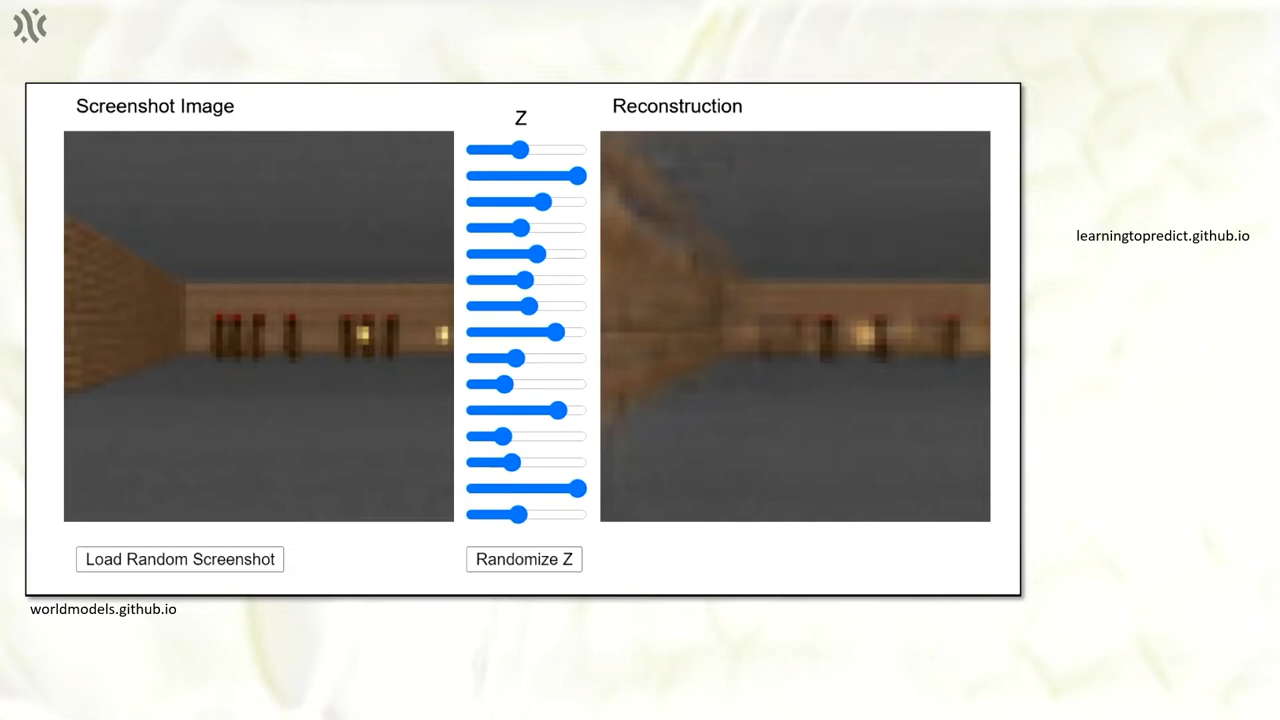 Screenshot Image
Z
Reconstruction
learningtopredict.github.io
Load Random Screenshot
Randomize Z
worldmodels.github.io